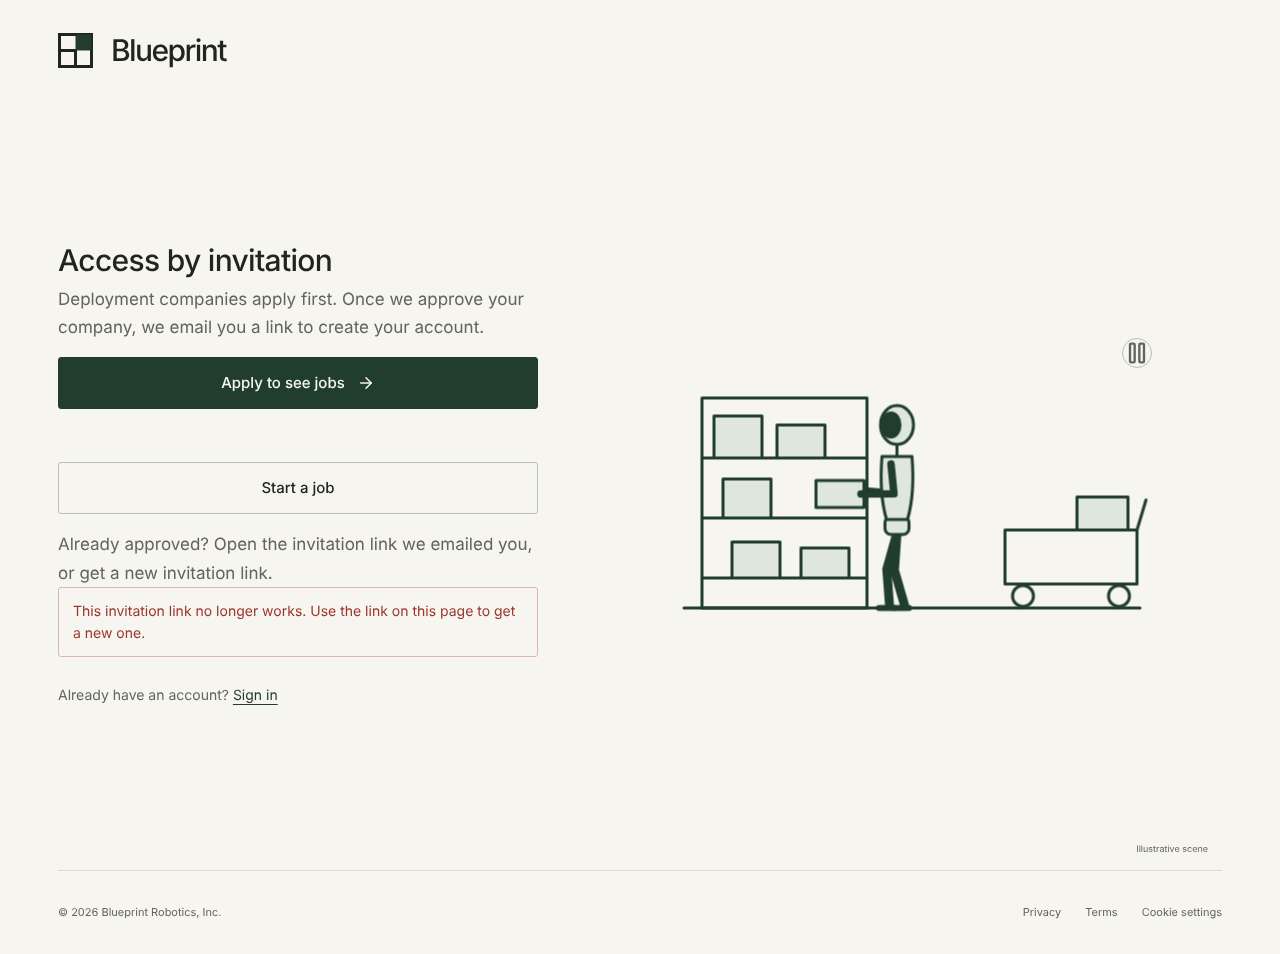 Blueprint
Access by invitation
Deployment companies apply first. Once we approve your
company, we email you a link to create your account.
Apply to see jobs
Start a job
Already approved? Open the invitation link we emailed you,
or get a new invitation link.
This invitation link no longer works. Use the link on this page to get
a new one.
Already have an account? Sign in
Illustrative scene
© 2026 Blueprint Robotics, Inc.
Privacy Terms Cookie settings